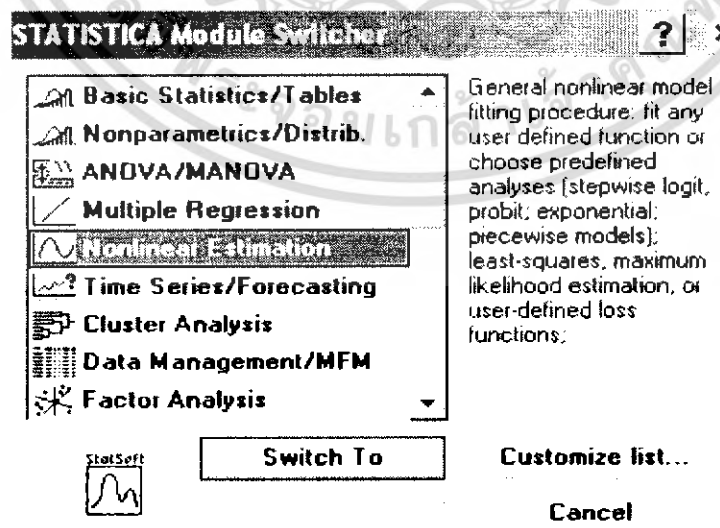 STATISTICA Module Switcher
?
Basic Statistics/Tables
Nonparametrics/Distrib.
ANOVA/MANOVA
Multiple Regression
Nonlinear Estimation
Time Series/Forecasting
Cluster Analysis
Data Management/MFM
Factor Analysis
General nonlinear model
fitting procedure: fit any
user defined function or
choose predefined
analyses (stepwise logit,
probit; exponential;
piecewise models);
least-squares, maximum
likelihood estimation, or
user-defined loss
functions;
StatSoft
Switch To
Customize list...
Cancel